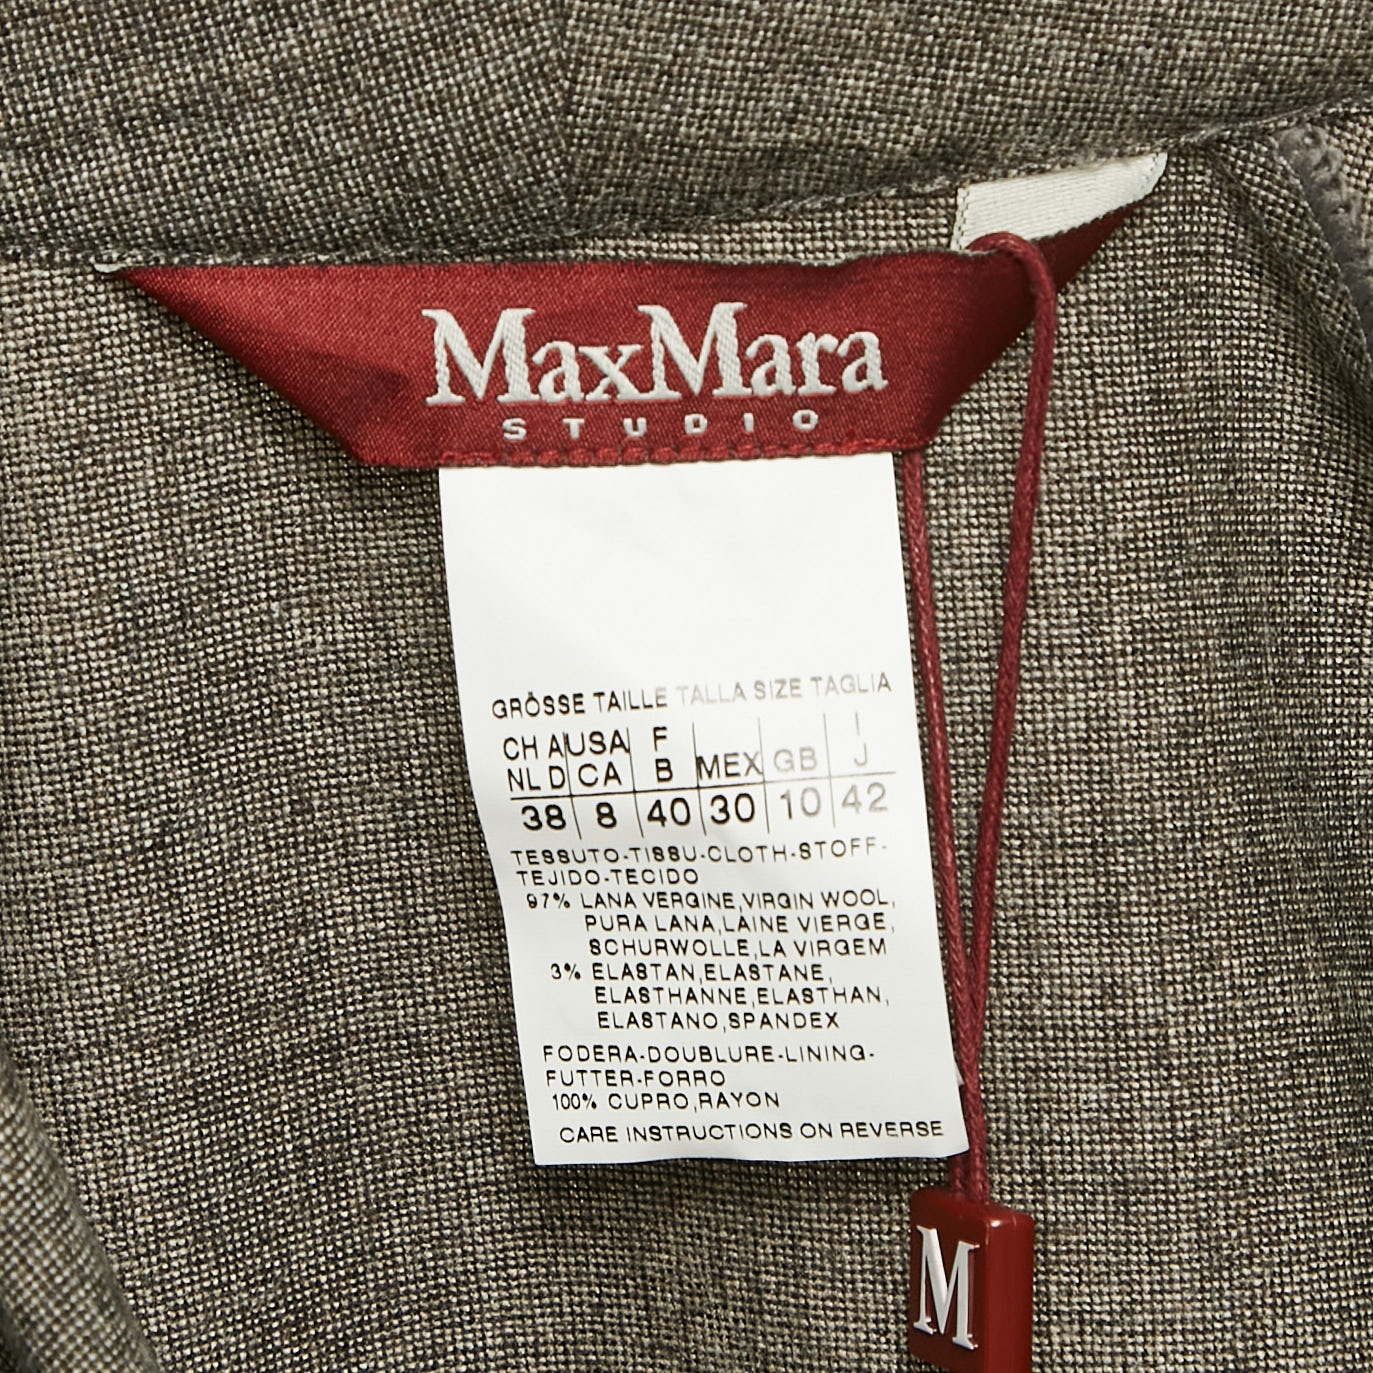 MaxMara
STUDIO
GRÖSSE TAILLE TALLA SIZE TAGLIA
CH A USA F I
NL D CA B MEX GB J
38 8 40 30 10 42
TESSUTO-TISSU-CLOTH-STOFF-
TEJIDO-TECIDO
97% LANA VERGINE,VIRGIN WOOL,
PURA LANA,LAINE VIERGE,
SCHURWOLLE,LA VIRGEM
3% ELASTAN,ELASTANE,
ELASTHANNE,ELASTHAN,
ELASTANO,SPANDEX
FODERA-DOUBLURE-LINING-
FUTTER-FORRO
100% CUPRO,RAYON
CARE INSTRUCTIONS ON REVERSE
M